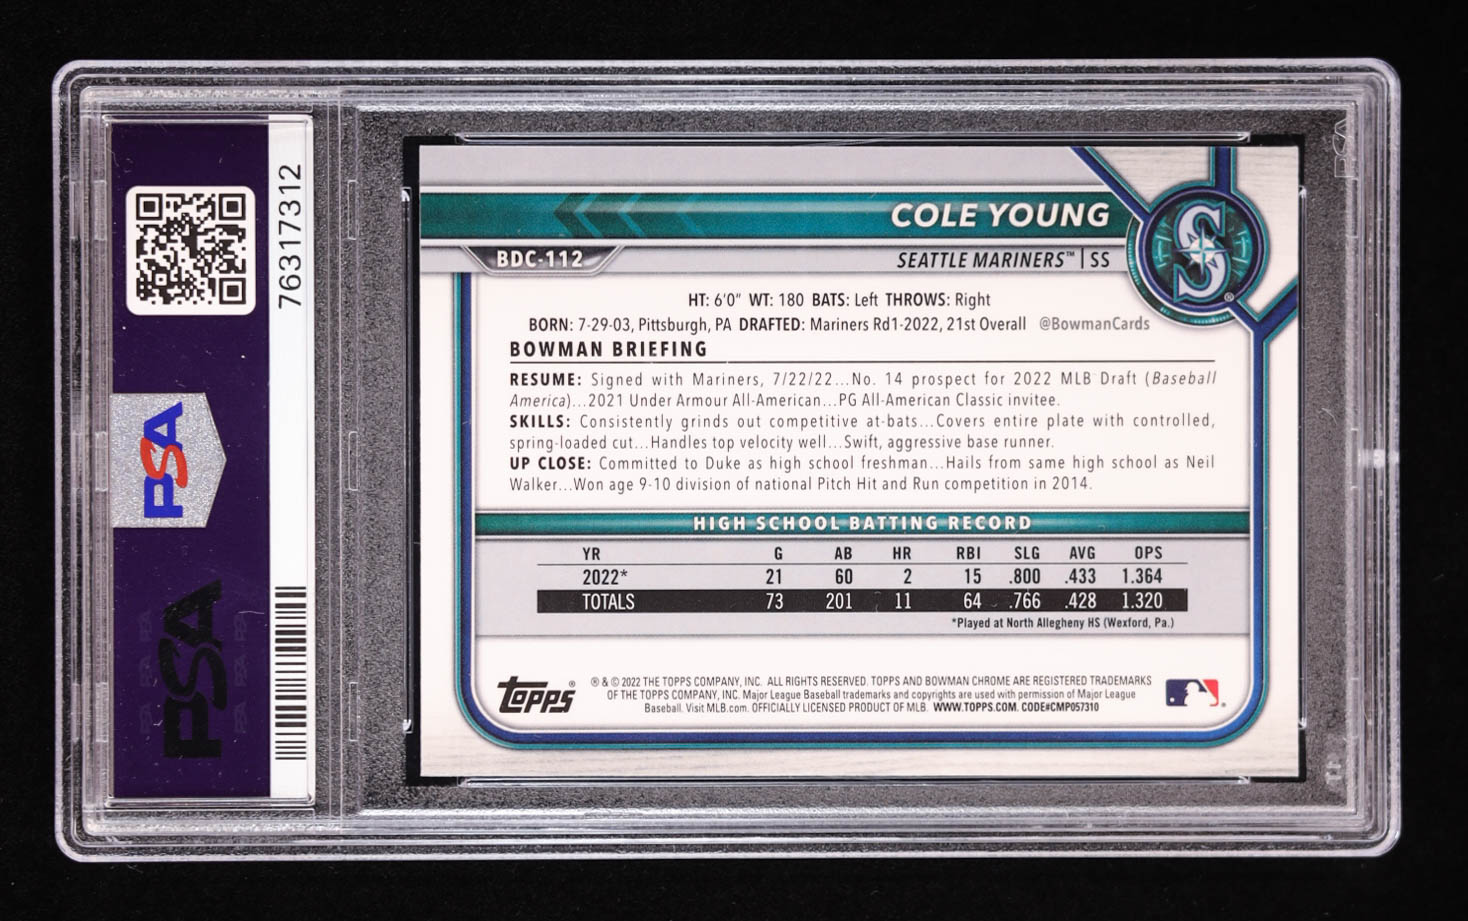 76317312
PSA
PSA
COLE YOUNG
BDC-112
SEATTLE MARINERS™ | SS
S
HT: 6'0" WT: 180 BATS: Left THROWS: Right
BORN: 7-29-03, Pittsburgh, PA DRAFTED: Mariners Rd1-2022, 21st Overall @BowmanCards
BOWMAN BRIEFING
RESUME: Signed with Mariners, 7/22/22...No. 14 prospect for 2022 MLB Draft (Baseball
America)...2021 Under Armour All-American...PG All-American Classic invitee.
SKILLS: Consistently grinds out competitive at-bats...Covers entire plate with controlled,
spring-loaded cut...Handles top velocity well...Swift, aggressive base runner.
UP CLOSE: Committed to Duke as high school freshman...Hails from same high school as Neil
Walker...Won age 9-10 division of national Pitch Hit and Run competition in 2014.
HIGH SCHOOL BATTING RECORD
YR G AB HR RBI SLG AVG OPS
2022* 21 60 2 15 .800 .433 1.364
TOTALS 73 201 11 64 .766 .428 1.320
*Played at North Allegheny HS (Wexford, Pa.)
TOPPS®
® & © 2022 THE TOPPS COMPANY, INC. ALL RIGHTS RESERVED. TOPPS AND BOWMAN CHROME ARE REGISTERED TRADEMARKS
OF THE TOPPS COMPANY, INC. Major League Baseball trademarks and copyrights are used with permission of Major League
Baseball. Visit MLB.com. OFFICIALLY LICENSED PRODUCT OF MLB. WWW.TOPPS.COM. CODE#CMP057310